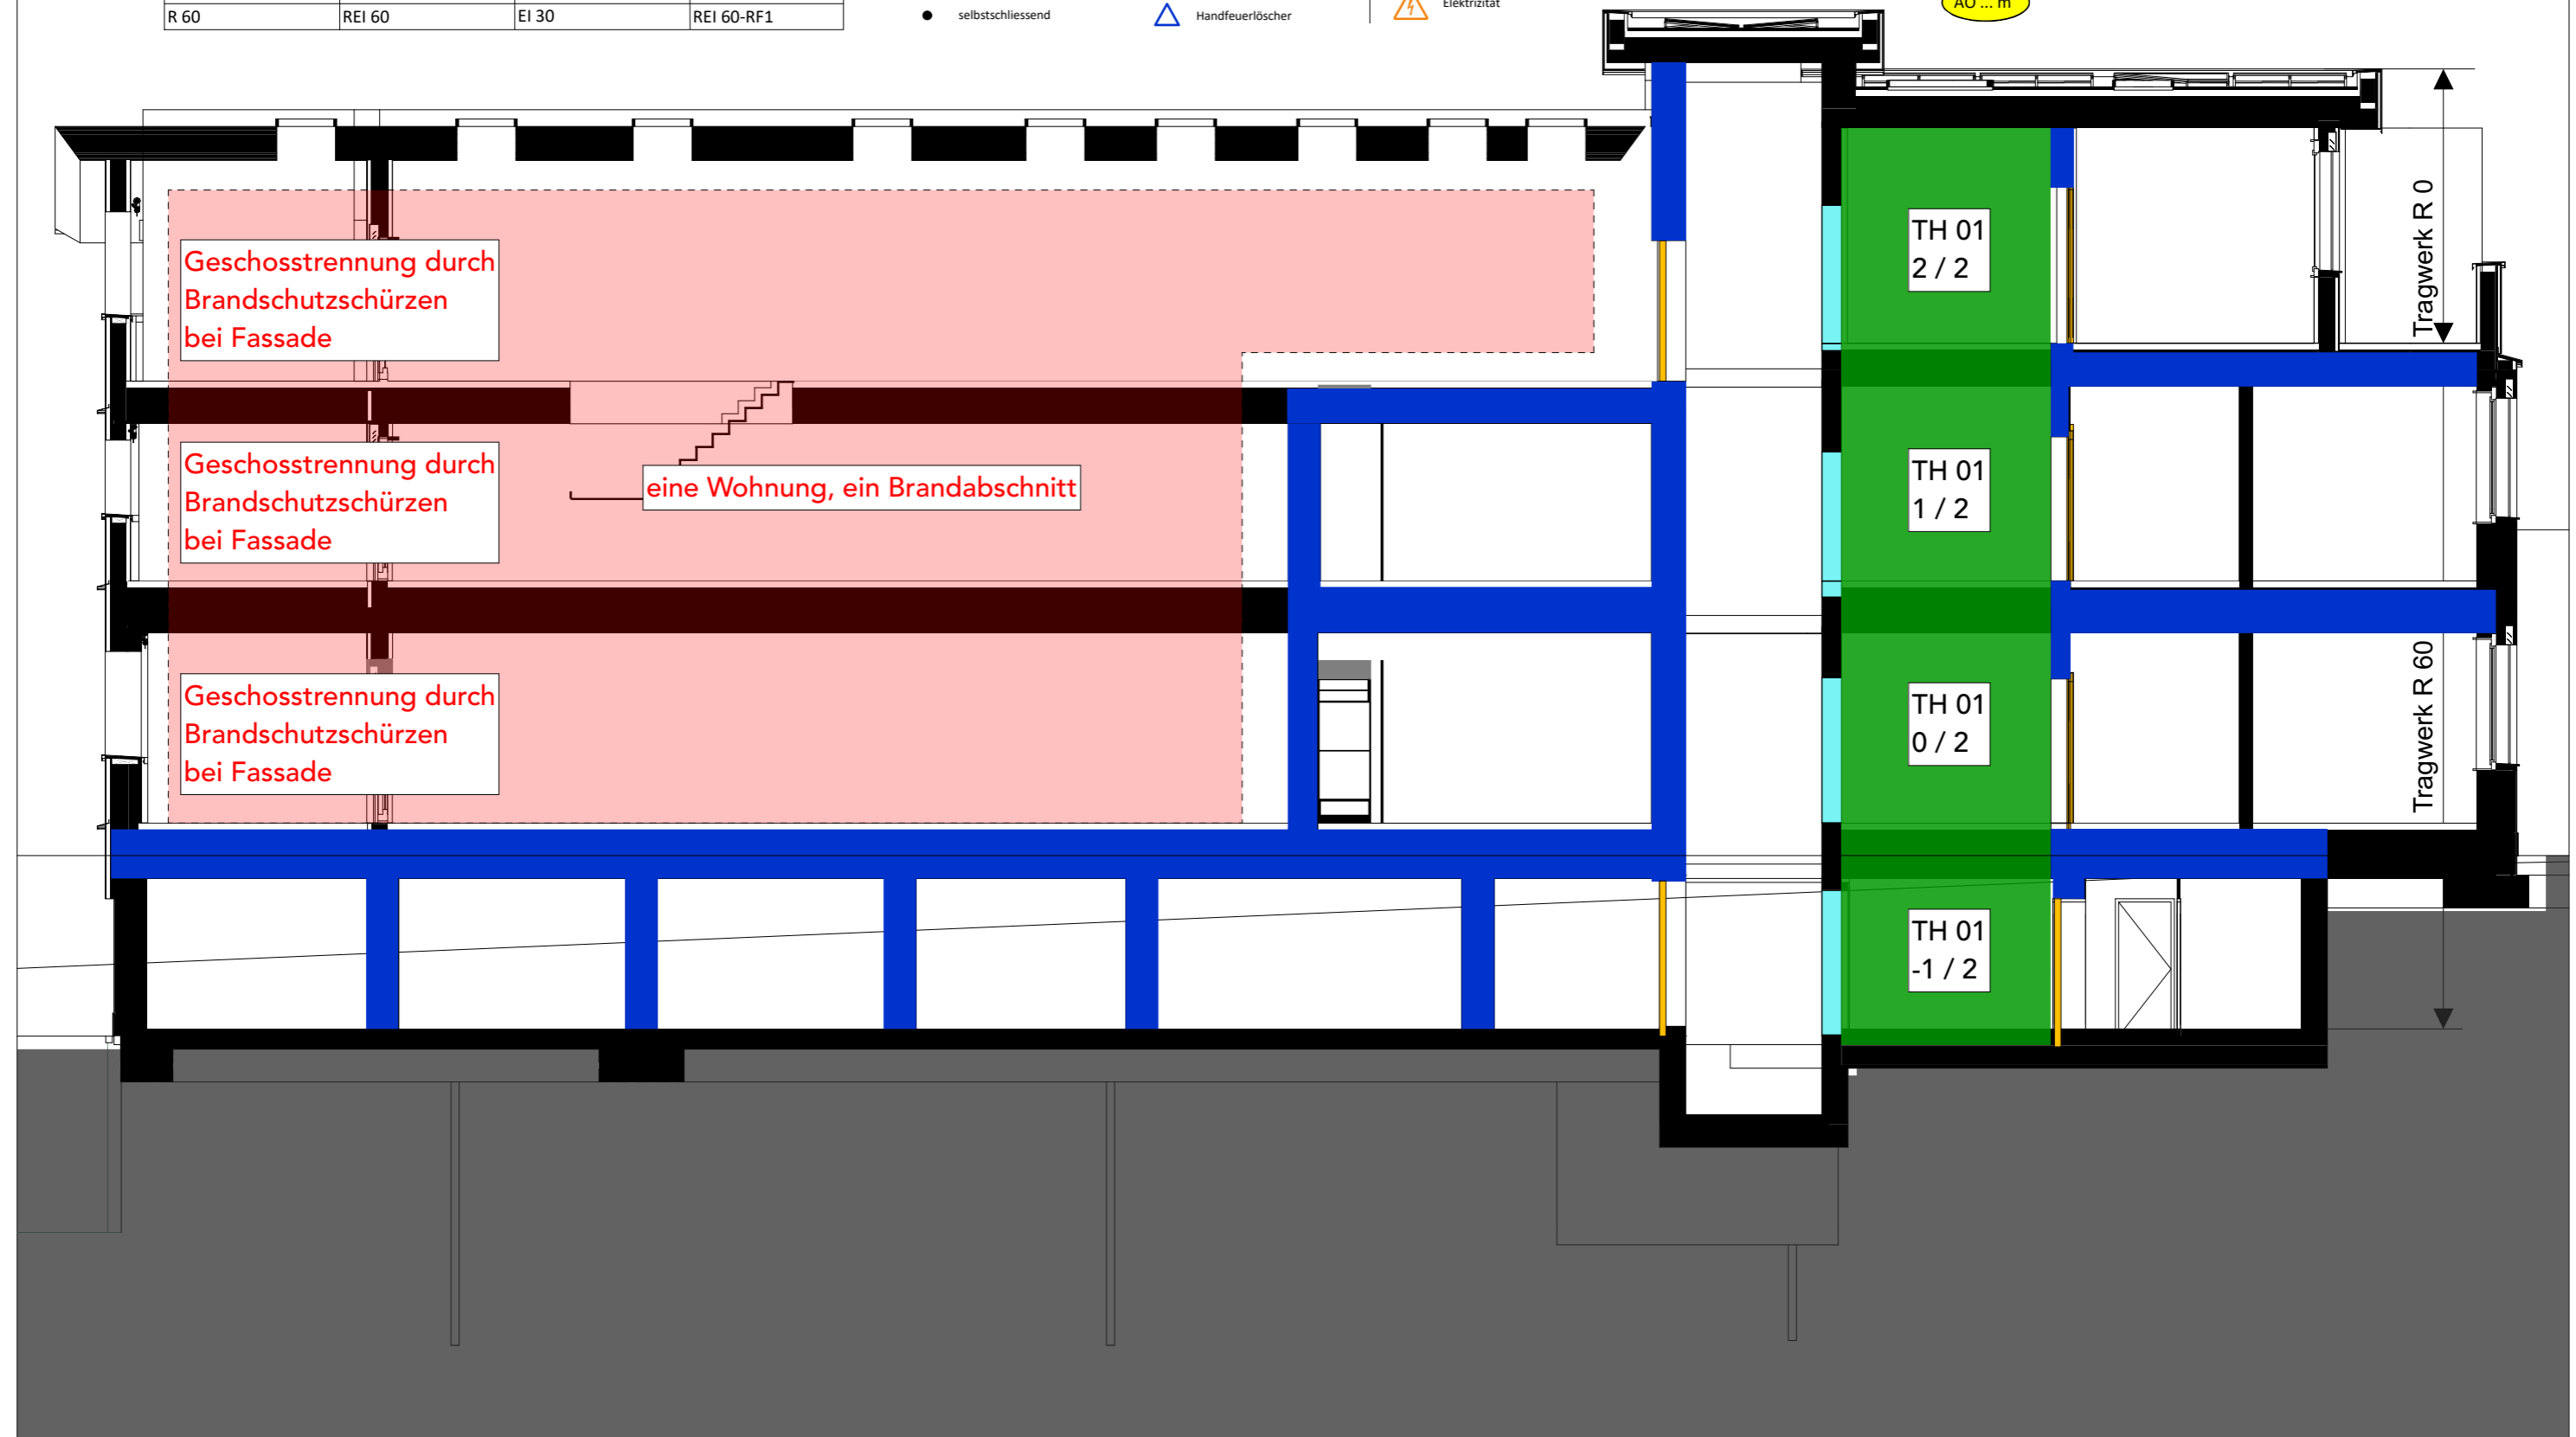 R 60 REI 60 EI 30 REI 60-RF1
selbstschliessend
Handfeuerlöscher
Elektrizität
AO ... m
Geschosstrennung durch
Brandschutzschürzen
bei Fassade
TH 01
2 / 2
Tragwerk R 0
Geschosstrennung durch
Brandschutzschürzen
bei Fassade
eine Wohnung, ein Brandabschnitt
TH 01
1 / 2
Geschosstrennung durch
Brandschutzschürzen
bei Fassade
TH 01
0 / 2
Tragwerk R 60
TH 01
-1 / 2